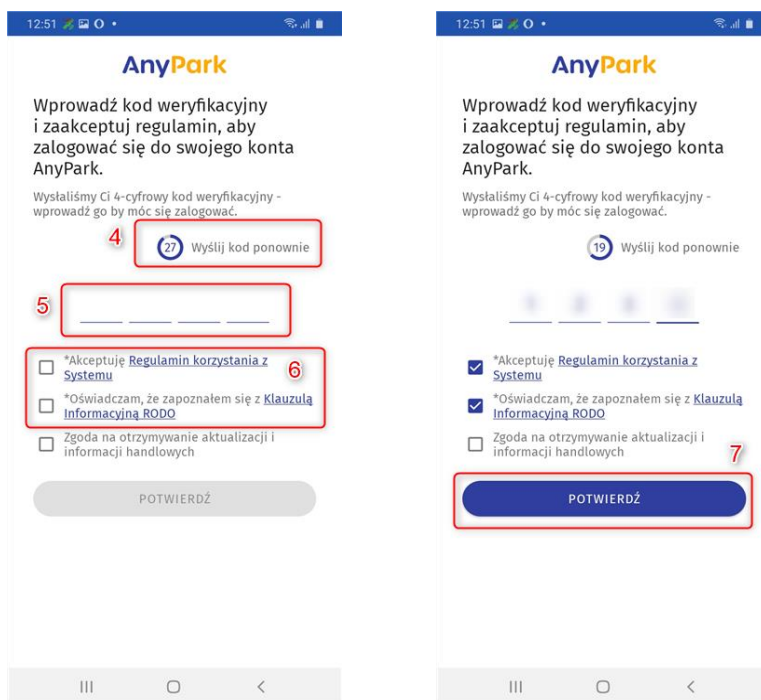 12:51
AnyPark
Wprowadź kod weryfikacyjny
i zaakceptuj regulamin, aby
zalogować się do swojego konta
AnyPark.
Wysłaliśmy Ci 4-cyfrowy kod weryfikacyjny -
wprowadź go by móc się zalogować.
4
27 Wyślij kod ponownie
5
*Akceptuję Regulamin korzystania z
Systemu
6
*Oświadczam, że zapoznałem się z Klauzulą
Informacyjną RODO
Zgoda na otrzymywanie aktualizacji i
informacji handlowych
POTWIERDŹ
12:51
AnyPark
Wprowadź kod weryfikacyjny
i zaakceptuj regulamin, aby
zalogować się do swojego konta
AnyPark.
Wysłaliśmy Ci 4-cyfrowy kod weryfikacyjny -
wprowadź go by móc się zalogować.
19 Wyślij kod ponownie
*Akceptuję Regulamin korzystania z
Systemu
*Oświadczam, że zapoznałem się z Klauzulą
Informacyjną RODO
Zgoda na otrzymywanie aktualizacji i
informacji handlowych
7
POTWIERDŹ